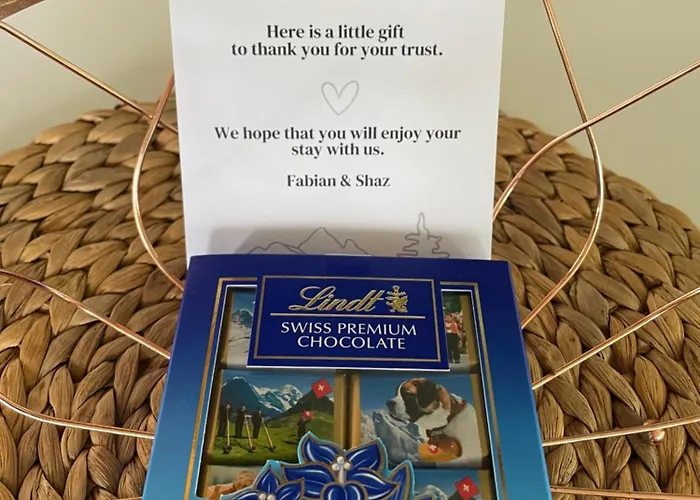 Here is a little gift
to thank you for your trust.
We hope that you will enjoy your
stay with us.
Fabian & Shaz
Lindt
SWISS PREMIUM
CHOCOLATE